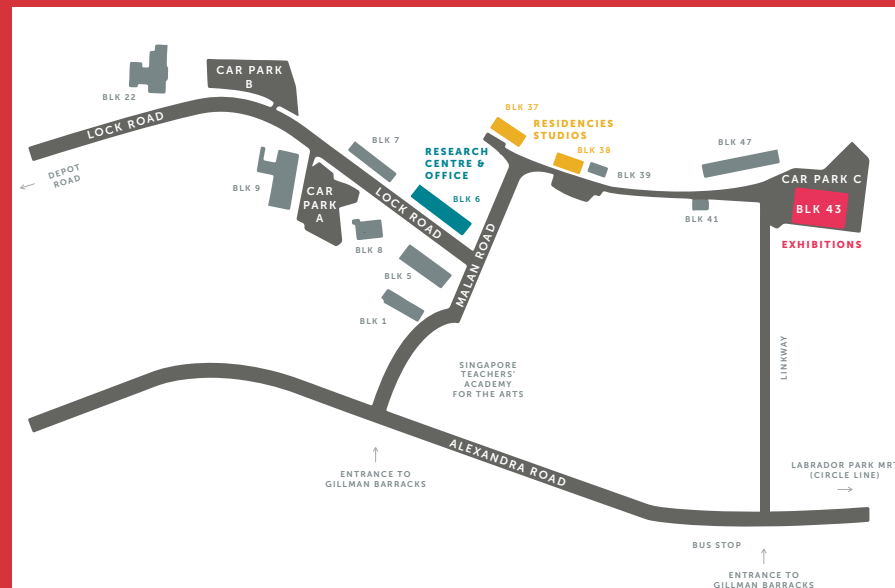 CAR PARK
B
BLK 22
LOCK ROAD
DEPOT
ROAD
BLK 7
BLK 9
CAR
PARK
A
LOCK ROAD
BLK 8
RESEARCH
CENTRE &
OFFICE
BLK 6
BLK 5
BLK 1
MALAN ROAD
BLK 37
RESIDENCIES
STUDIOS
BLK 38
BLK 39
BLK 47
BLK 41
CAR PARK C
BLK 43
EXHIBITIONS
LINKWAY
SINGAPORE
TEACHERS'
ACADEMY
FOR THE ARTS
ALEXANDRA ROAD
ENTRANCE TO
GILLMAN BARRACKS
LABRADOR PARK MRT
(CIRCLE LINE)
BUS STOP
ENTRANCE TO
GILLMAN BARRACKS